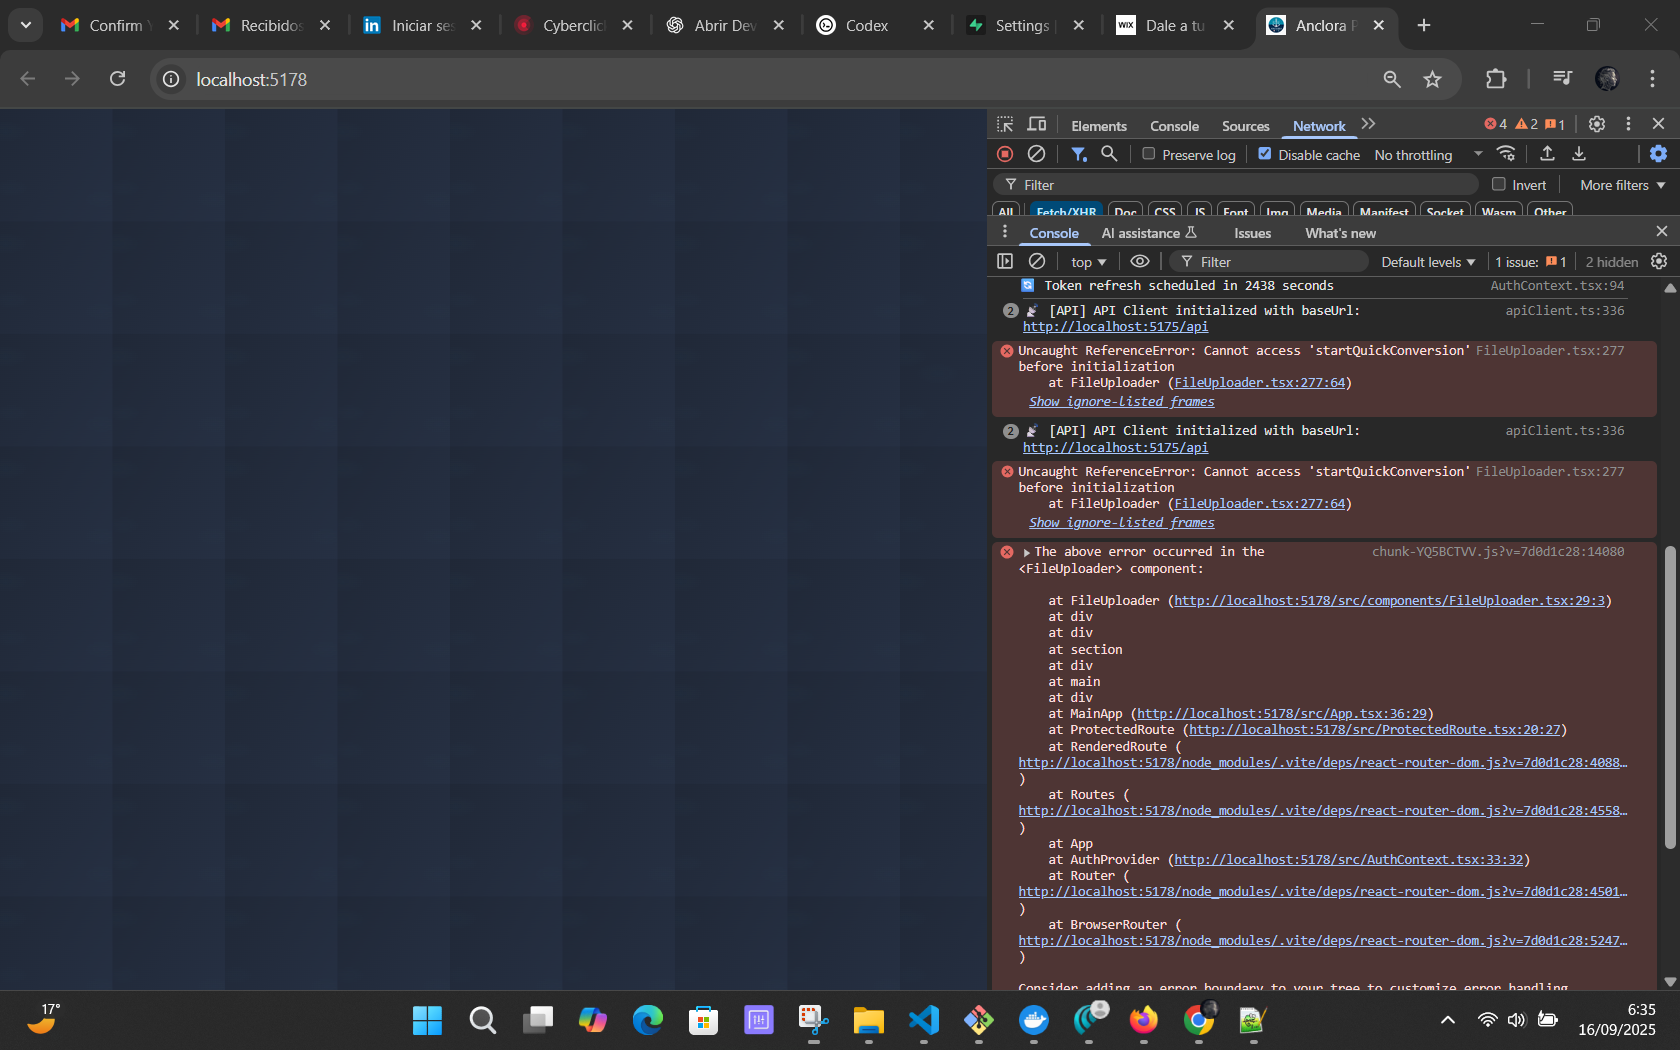 Confirm Y
Recibidos
Iniciar ses
Cyberclic
Abrir Dev
Codex
Settings |
Dale a tu
Anclora P
localhost:5178
Elements
Console
Sources
Network
4
2
1
Preserve log
Disable cache
No throttling
Filter
Invert
More filters
All
Fetch/XHR
Doc
CSS
JS
Font
Img
Media
Manifest
Socket
Wasm
Other
Console
AI assistance
Issues
What's new
top
Filter
Default levels
1 issue:
1
2 hidden
Token refresh scheduled in 2438 seconds
AuthContext.tsx:94
2 [API] API Client initialized with baseUrl:
apiClient.ts:336
http://localhost:5175/api
Uncaught ReferenceError: Cannot access 'startQuickConversion'
FileUploader.tsx:277
before initialization
at FileUploader (FileUploader.tsx:277:64)
Show ignore-listed frames
2 [API] API Client initialized with baseUrl:
apiClient.ts:336
http://localhost:5175/api
Uncaught ReferenceError: Cannot access 'startQuickConversion'
FileUploader.tsx:277
before initialization
at FileUploader (FileUploader.tsx:277:64)
Show ignore-listed frames
The above error occurred in the
chunk-YQ5BCTVV.js?v=7d0d1c28:14080
<FileUploader> component:
at FileUploader (http://localhost:5178/src/components/FileUploader.tsx:29:3)
at div
at div
at section
at div
at main
at div
at MainApp (http://localhost:5178/src/App.tsx:36:29)
at ProtectedRoute (http://localhost:5178/src/ProtectedRoute.tsx:20:27)
at RenderedRoute (
http://localhost:5178/node_modules/.vite/deps/react-router-dom.js?v=7d0d1c28:4088…
)
at Routes (
http://localhost:5178/node_modules/.vite/deps/react-router-dom.js?v=7d0d1c28:4558…
)
at App
at AuthProvider (http://localhost:5178/src/AuthContext.tsx:33:32)
at Router (
http://localhost:5178/node_modules/.vite/deps/react-router-dom.js?v=7d0d1c28:4501…
)
at BrowserRouter (
http://localhost:5178/node_modules/.vite/deps/react-router-dom.js?v=7d0d1c28:5247…
)
Consider adding an error boundary to your tree to customize error handling
17°
6:35
16/09/2025